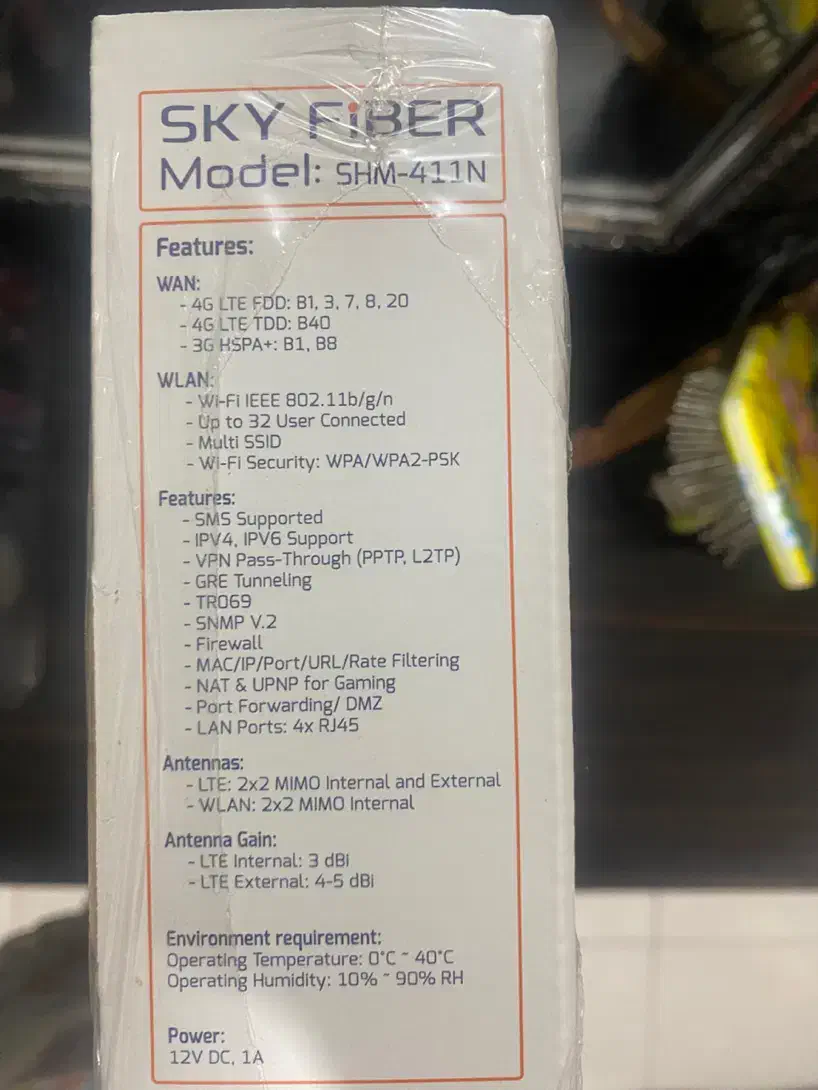 SKY FiBER
Model: SHM-411N
Features:
WAN:
- 4G LTE FDD: B1, 3, 7, 8, 20
- 4G LTE TDD: B40
- 3G HSPA+: B1, B8
WLAN:
- Wi-Fi IEEE 802.11b/g/n
- Up to 32 User Connected
- Multi SSID
- Wi-Fi Security: WPA/WPA2-PSK
Features:
- SMS Supported
- IPV4, IPV6 Support
- VPN Pass-Through (PPTP, L2TP)
- GRE Tunneling
- TR069
- SNMP V.2
- Firewall
- MAC/IP/Port/URL/Rate Filtering
- NAT & UPNP for Gaming
- Port Forwarding/ DMZ
- LAN Ports: 4x RJ45
Antennas:
- LTE: 2x2 MIMO Internal and External
- WLAN: 2x2 MIMO Internal
Antenna Gain:
- LTE Internal: 3 dBi
- LTE External: 4-5 dBi
Environment requirement:
Operating Temperature: 0°C ~ 40°C
Operating Humidity: 10% ~ 90% RH
Power:
12V DC, 1A